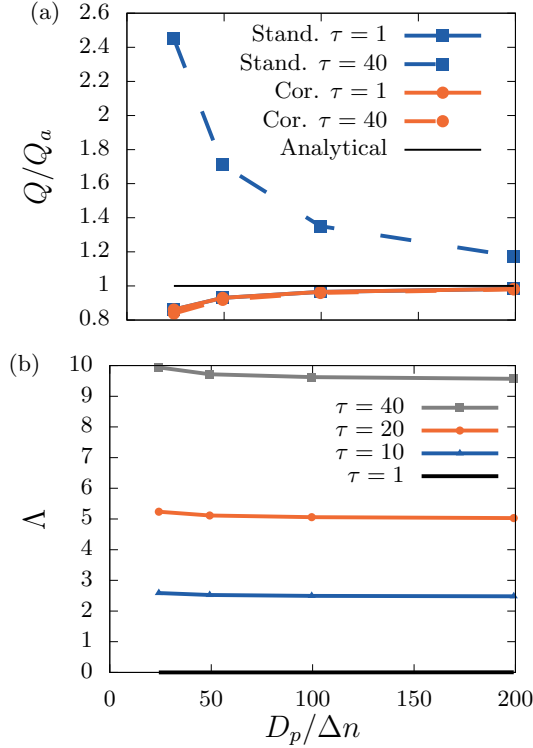 (a)
2.6
2.4
2.2
2
1.8
1.6
1.4
1.2
1
0.8
Q/Q_a
Stand. τ = 1
Stand. τ = 40
Cor. τ = 1
Cor. τ = 40
Analytical
(b)
10
9
8
7
6
5
4
3
2
1
0
Λ
τ = 40
τ = 20
τ = 10
τ = 1
0 50 100 150 200
D_p/Δn